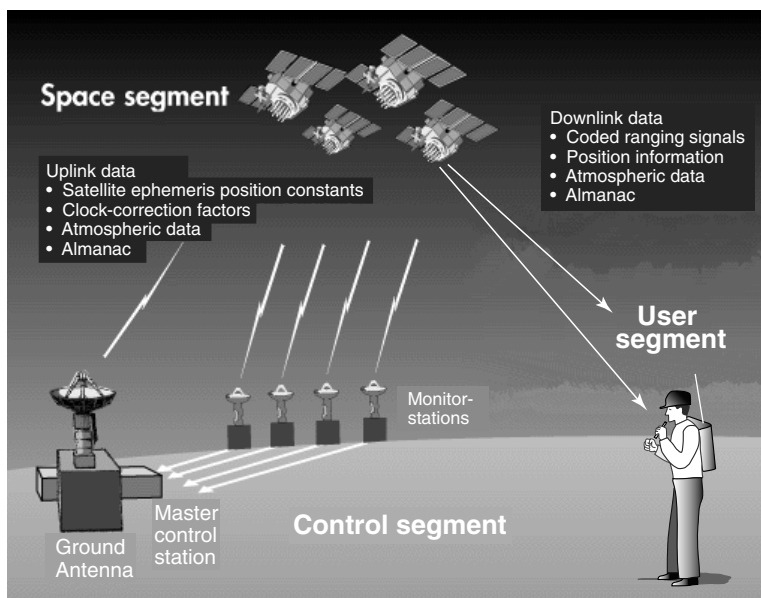 Space segment
Downlink data
• Coded ranging signals
• Position information
• Atmospheric data
• Almanac
Uplink data
• Satellite ephemeris position constants
• Clock-correction factors
• Atmospheric data
• Almanac
User
segment
Monitor-
stations
Master
control
station
Control segment
Ground
Antenna